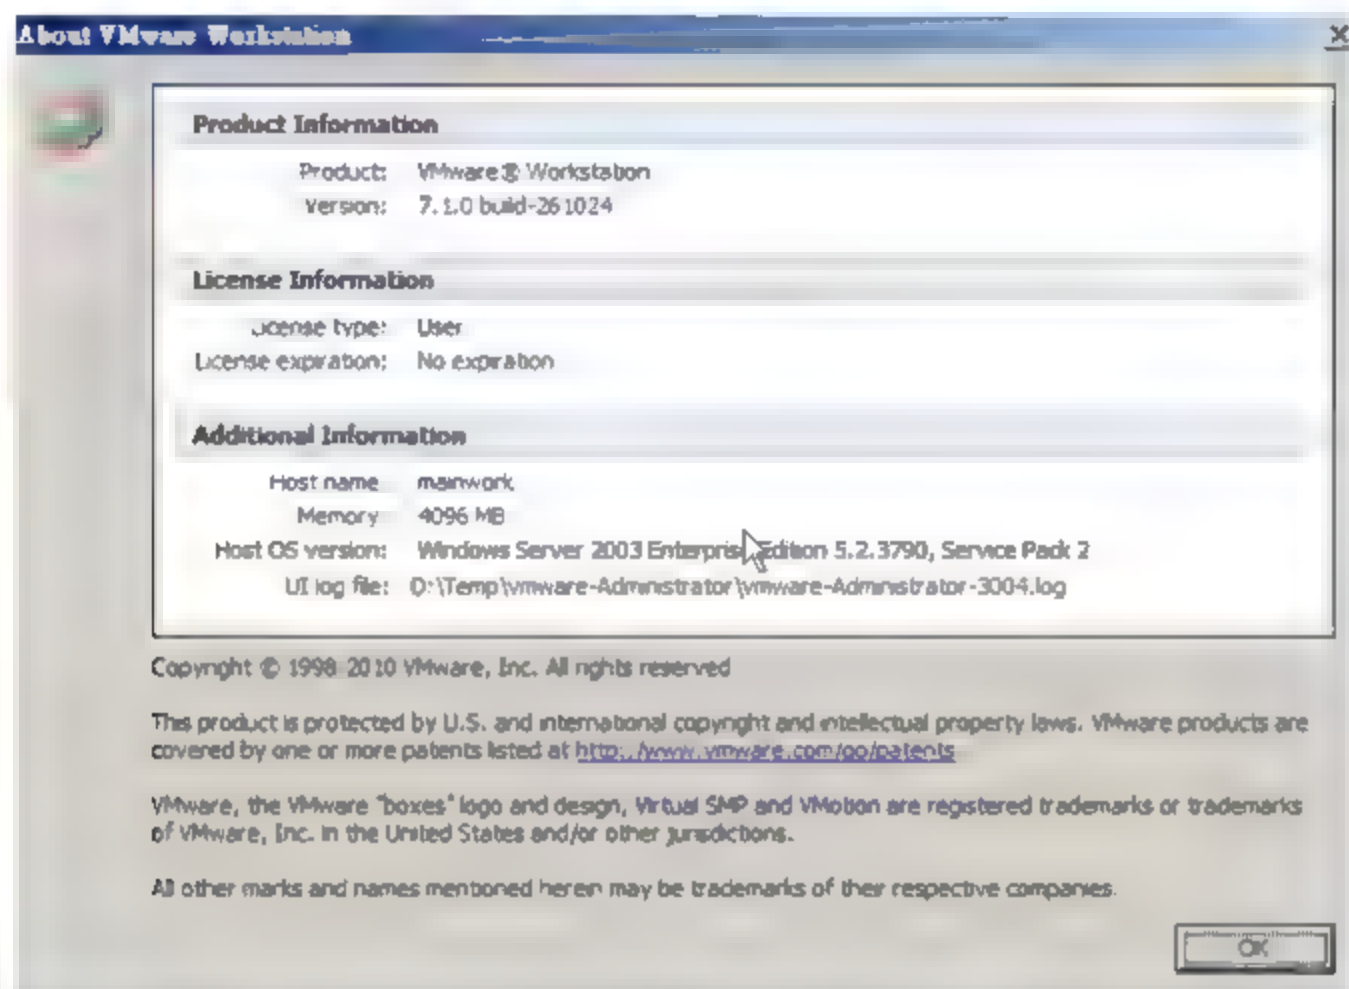 About VMware Workstation
Product Information
Product: VMware® Workstation
Version: 7.1.0 build-261024
License Information
License type: User
License expiration: No expiration
Additional Information
Host name mainwork
Memory 4096 MB
Host OS version: Windows Server 2003 Enterprise Edition 5.2.3790, Service Pack 2
UI log file: D:\Temp\vmware-Administrator\vmware-Administrator-3004.log
Copyright © 1998-2010 VMware, Inc. All rights reserved
This product is protected by U.S. and international copyright and intellectual property laws. VMware products are
covered by one or more patents listed at http://www.vmware.com/go/patents
VMware, the VMware "boxes" logo and design, Virtual SMP and VMotion are registered trademarks or trademarks
of VMware, Inc. in the United States and/or other jurisdictions.
All other marks and names mentioned herein may be trademarks of their respective companies.
OK